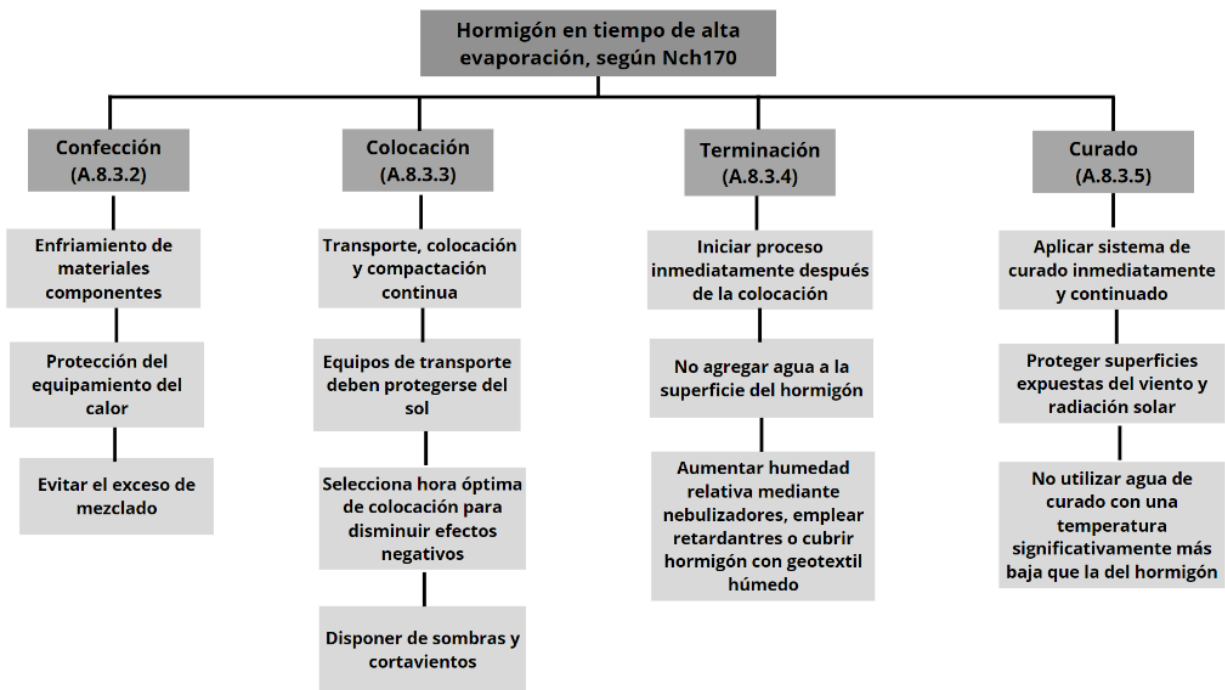 Hormigón en tiempo de alta
evaporación, según Nch170
Confección
(A.8.3.2)
Enfriamiento de
materiales
componentes
Protección del
equipamiento del
calor
Evitar el exceso de
mezclado
Colocación
(A.8.3.3)
Transporte, colocación
y compactación
continua
Equipos de transporte
deben protegerse del
sol
Selecciona hora óptima
de colocación para
disminuir efectos
negativos
Disponer de sombras y
cortavientos
Terminación
(A.8.3.4)
Iniciar proceso
inmediatamente después
de la colocación
No agregar agua a la
superficie del hormigón
Aumentar humedad
relativa mediante
nebulizadores, emplear
retardantres o cubrir
hormigón con geotextil
húmedo
Curado
(A.8.3.5)
Aplicar sistema de
curado inmediatamente
y continuado
Proteger superficies
expuestas del viento y
radiación solar
No utilizar agua de
curado con una
temperatura
significativamente más
baja que la del hormigón